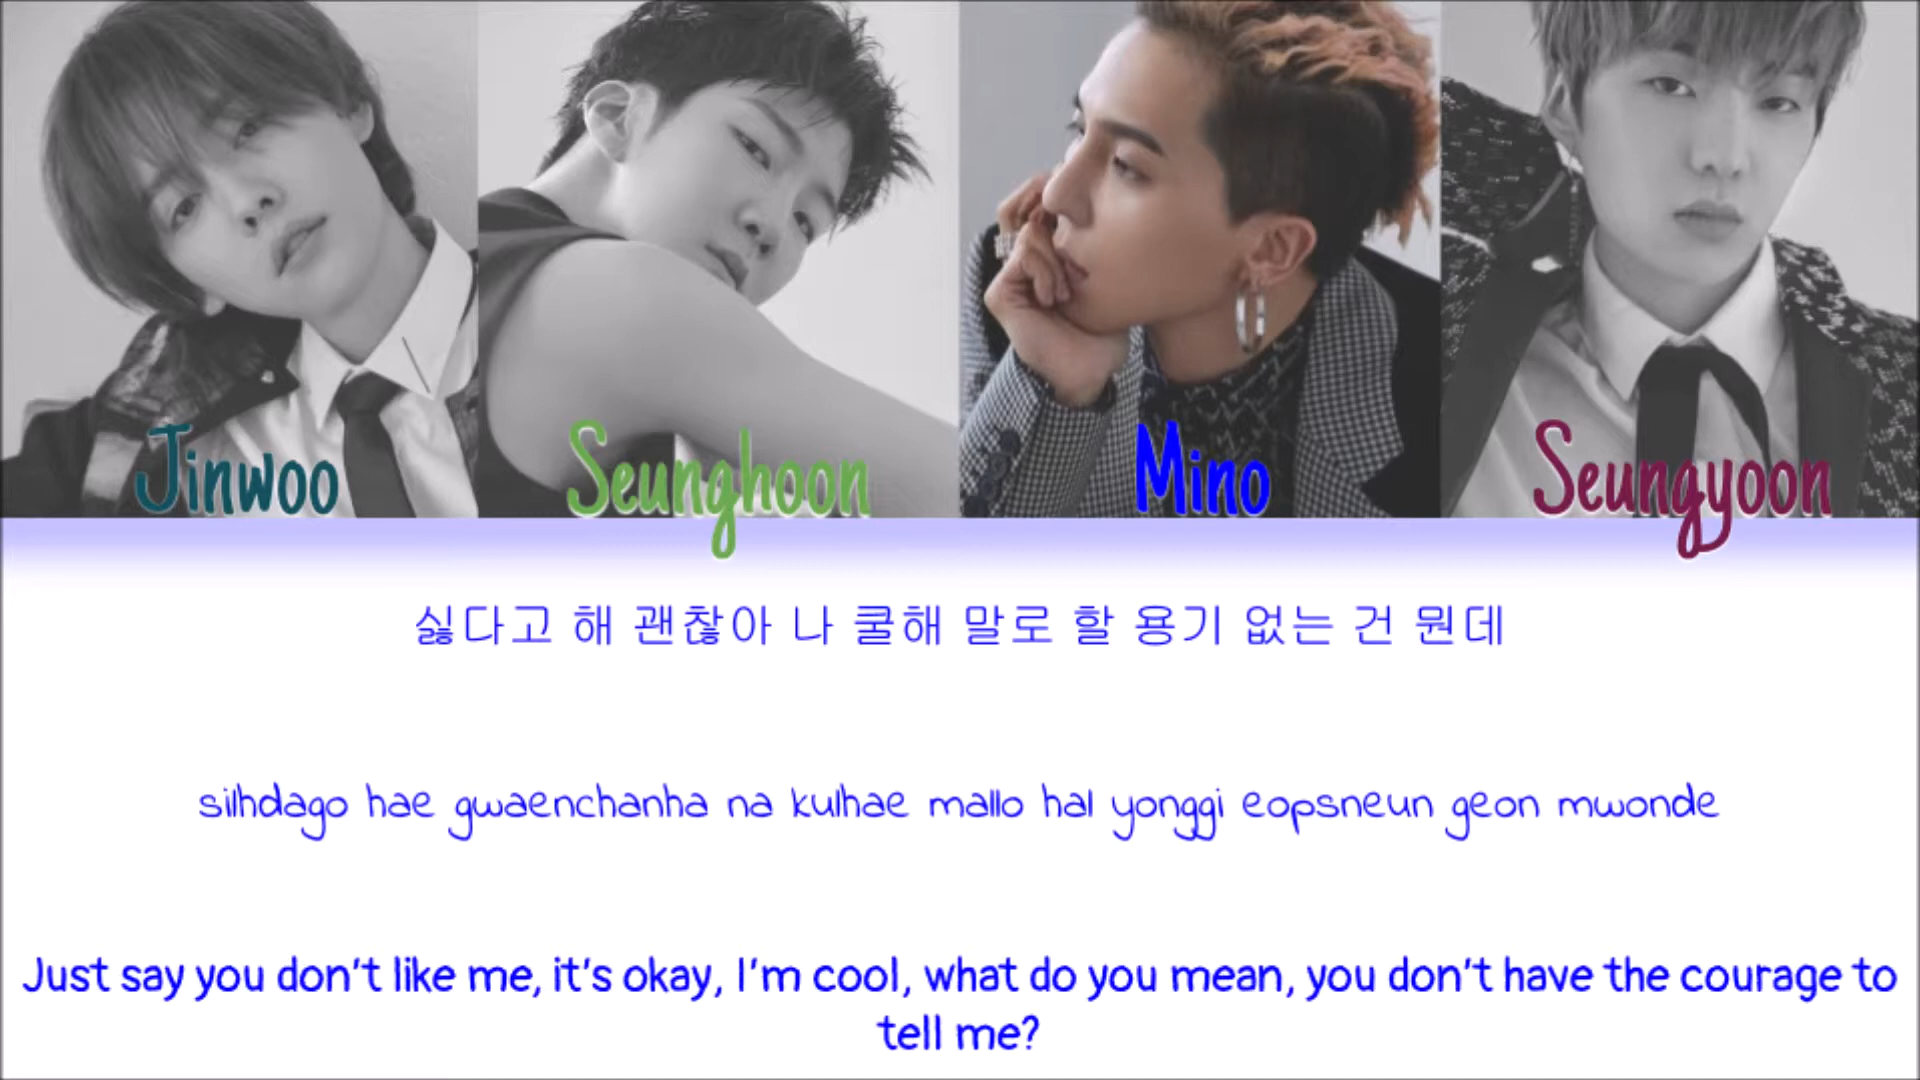 Jinwoo
Seunghoon
Mino
Seungyoon
싫다고 해 괜찮아 나 쿨해 말로 할 용기 없는 건 뭔데
silhdago hae gwaenchanha na kulhae mallo hal yonggi eopsneun geon mwonde
Just say you don't like me, it's okay, I'm cool, what do you mean, you don't have the courage to
tell me?